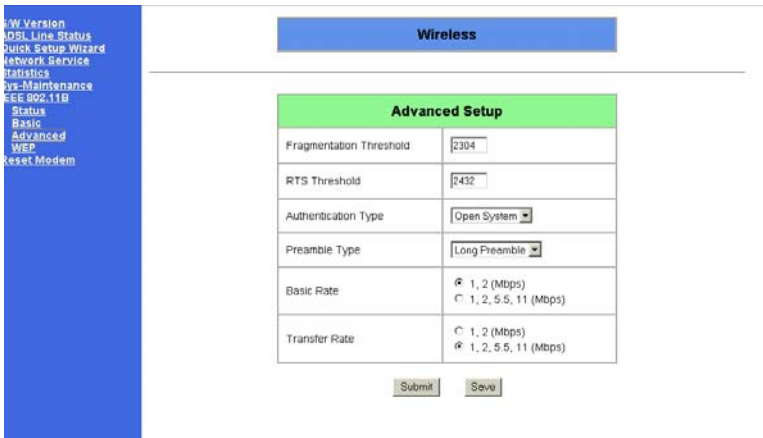 S/W Version
ADSL Line Status
Quick Setup Wizard
Network Service
Statistics
Sys-Maintenance
IEEE 802.11B
Status
Basic
Advanced
WEP
Reset Modem
Wireless
Advanced Setup
Fragmentation Threshold 2304
RTS Threshold 2432
Authentication Type Open System
Preamble Type Long Preamble
Basic Rate
1, 2 (Mbps)
1, 2, 5.5, 11 (Mbps)
Transfer Rate
1, 2 (Mbps)
1, 2, 5.5, 11 (Mbps)
Submit Save